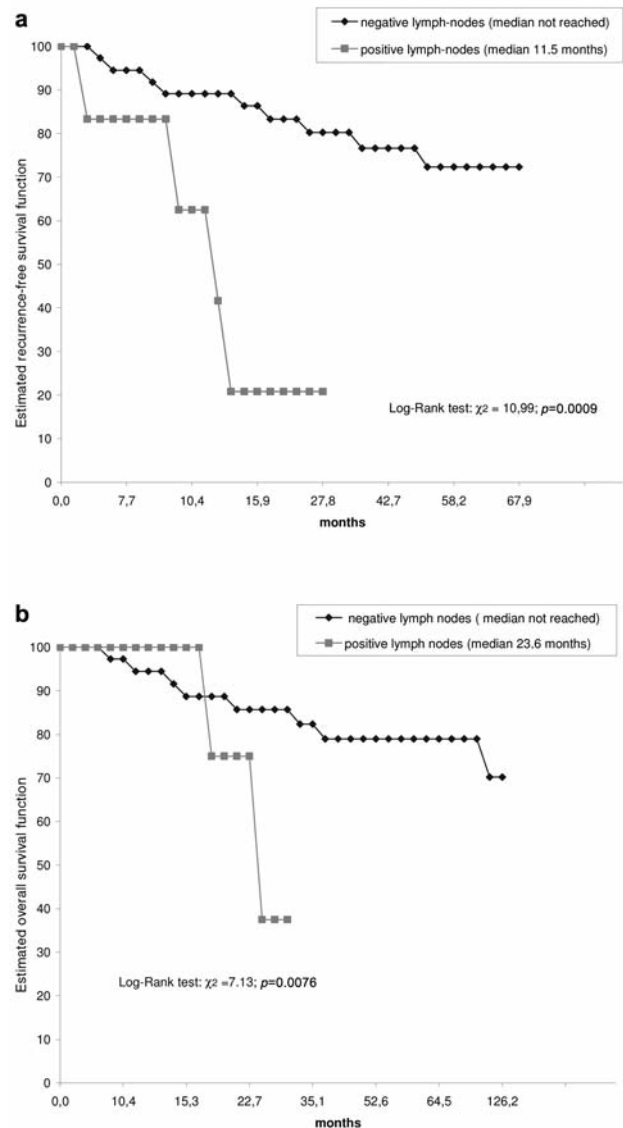 a
negative lymph-nodes (median not reached)
positive lymph-nodes (median 11.5 months)
Estimated recurrence-free survival function
100
90
80
70
60
50
40
30
20
10
0
Log-Rank test: χ2 = 10,99; p=0.0009
0,0 7,7 10,4 15,9 27,8 42,7 58,2 67,9
months
b
negative lymph nodes ( median not reached)
positive lymph nodes (median 23.6 months)
Estimated overall survival function
100
90
80
70
60
50
40
30
20
10
0
Log-Rank test: χ2 =7.13; p=0.0076
0,0 10,4 15,3 22,7 35,1 52,6 64,5 126,2
months